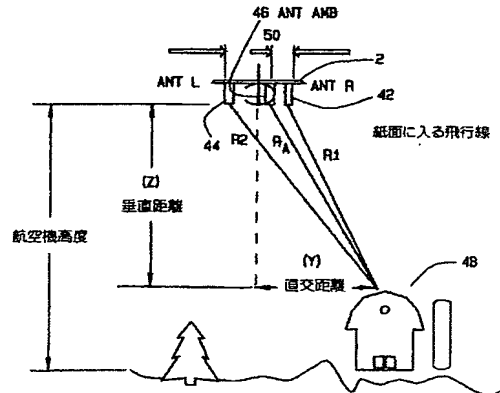 46 ANT AMB
50
2
ANT L
ANT R
42
44
R2
RA
R1
紙面に入る飛行線
(Z)
垂直距離
航空機高度
(Y)
直交距離
48